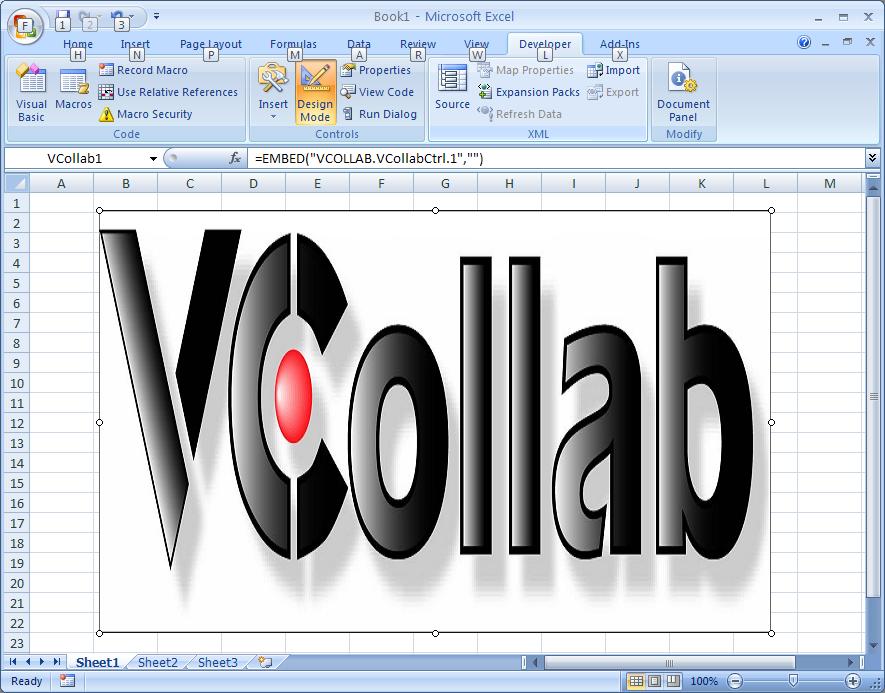 Book1 - Microsoft Excel
F 1 2 3
Home Insert Page Layout Formulas Data Review View Developer Add-Ins
H N P M A R W L X
Visual Basic
Macros
Record Macro
Use Relative References
Macro Security
Code
Insert
Design Mode
Properties
View Code
Run Dialog
Controls
Source
Map Properties
Expansion Packs
Refresh Data
Import
Export
XML
Document Panel
Modify
VCollab1 fx =EMBED("VCOLLAB.VCollabCtrl.1","")
A B C D E F G H I J K L M
1
2
3
4
5
6
7
8
9
10
11
12
13
14
15
16
17
18
19
20
21
22
23
VCollab
Sheet1 Sheet2 Sheet3
Ready 100%